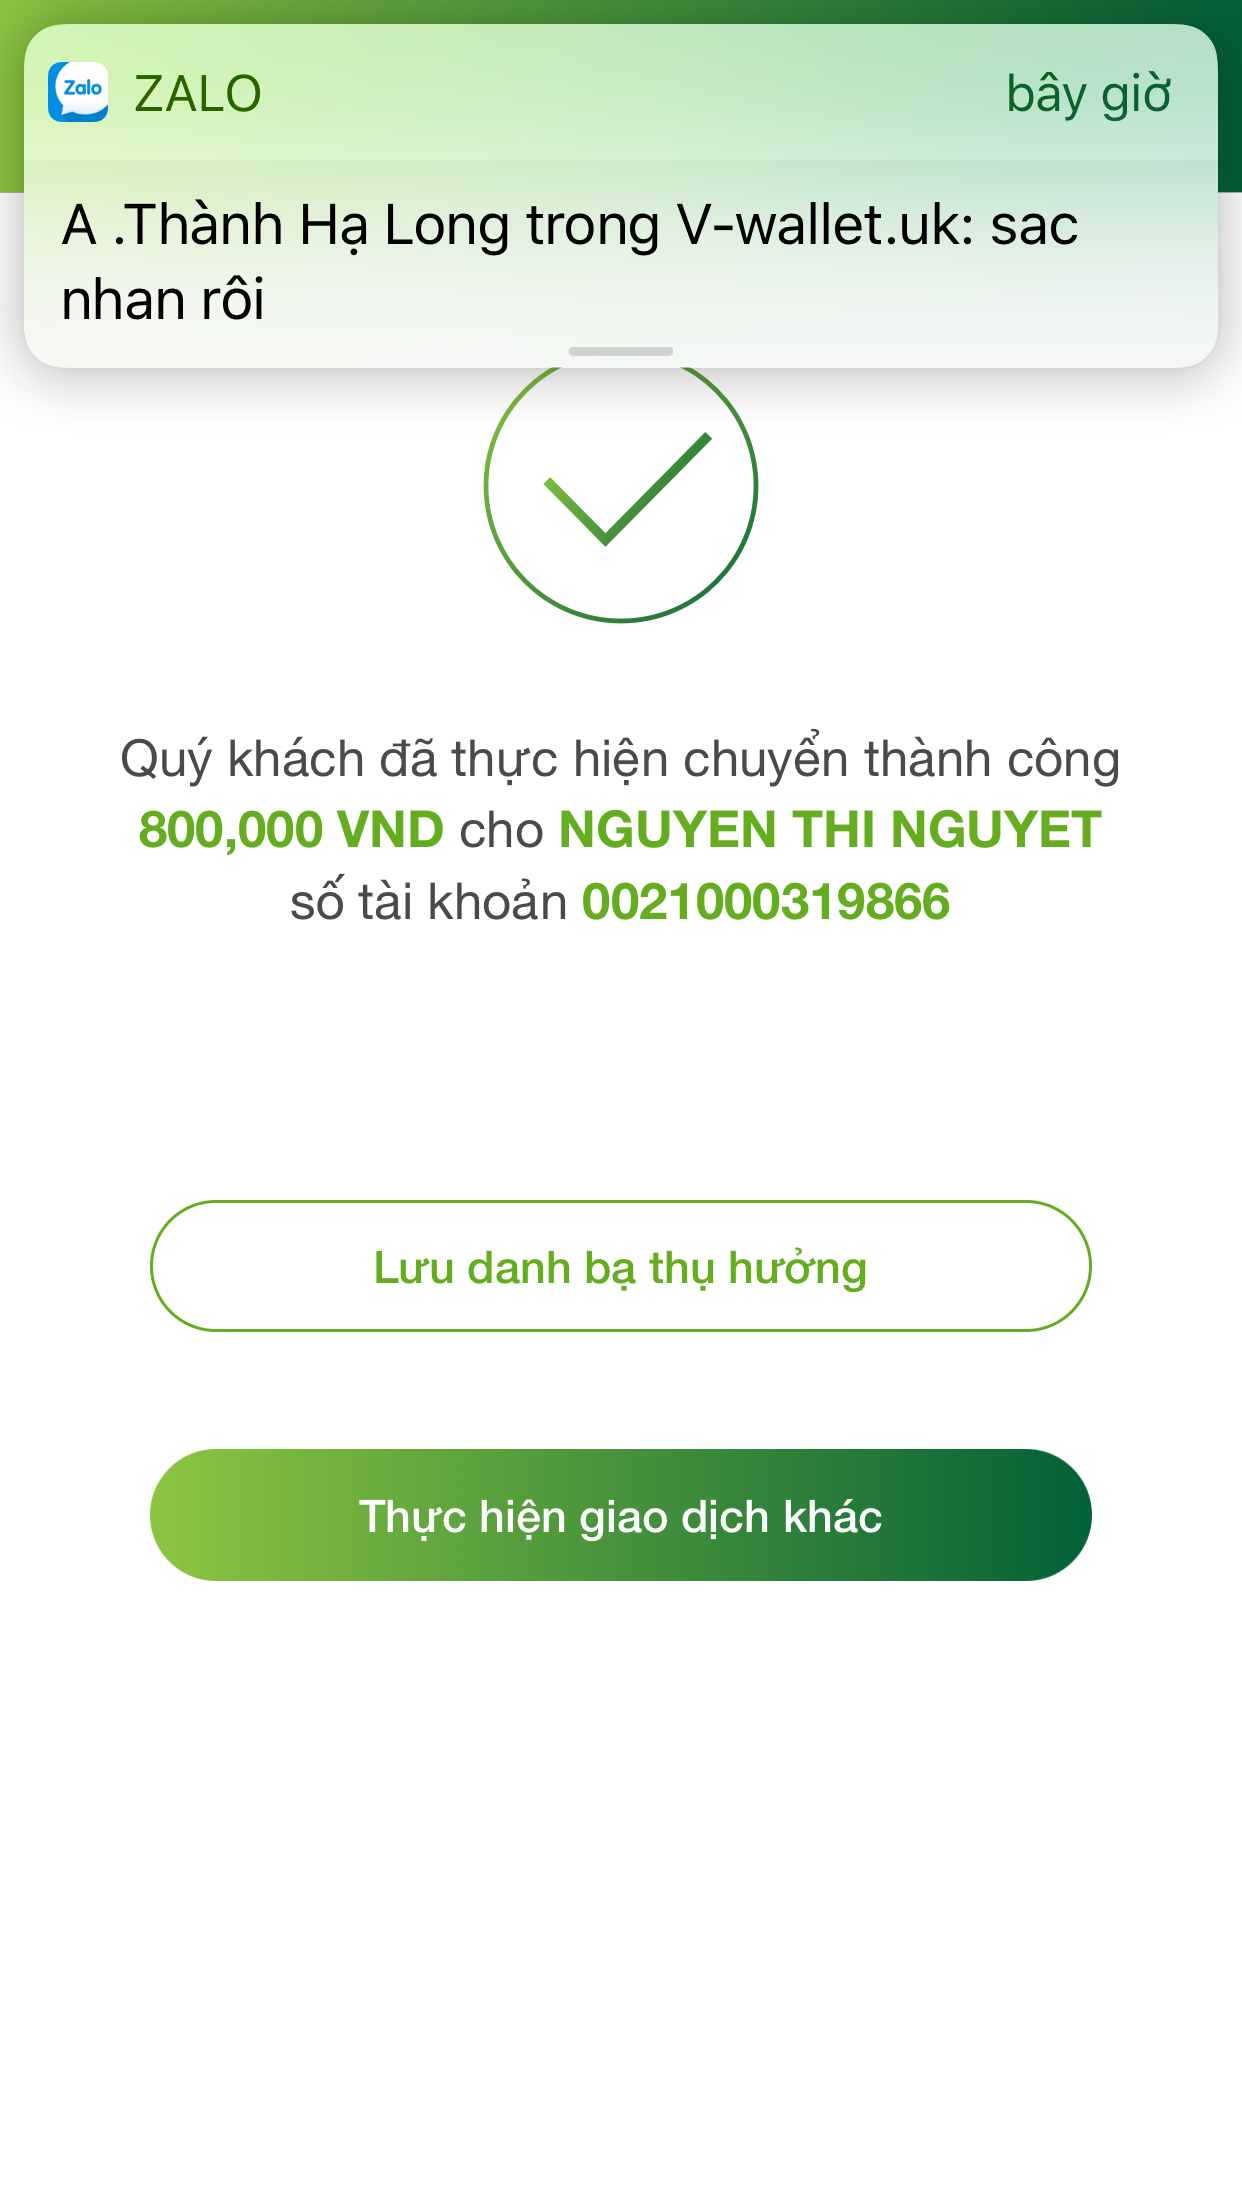 Zalo
ZALO
bây giờ
A .Thành Hạ Long trong V-wallet.uk: sac
nhan rôi
Quý khách đã thực hiện chuyển thành công
800,000 VND cho NGUYEN THI NGUYET
số tài khoản 0021000319866
Lưu danh bạ thụ hưởng
Thực hiện giao dịch khác